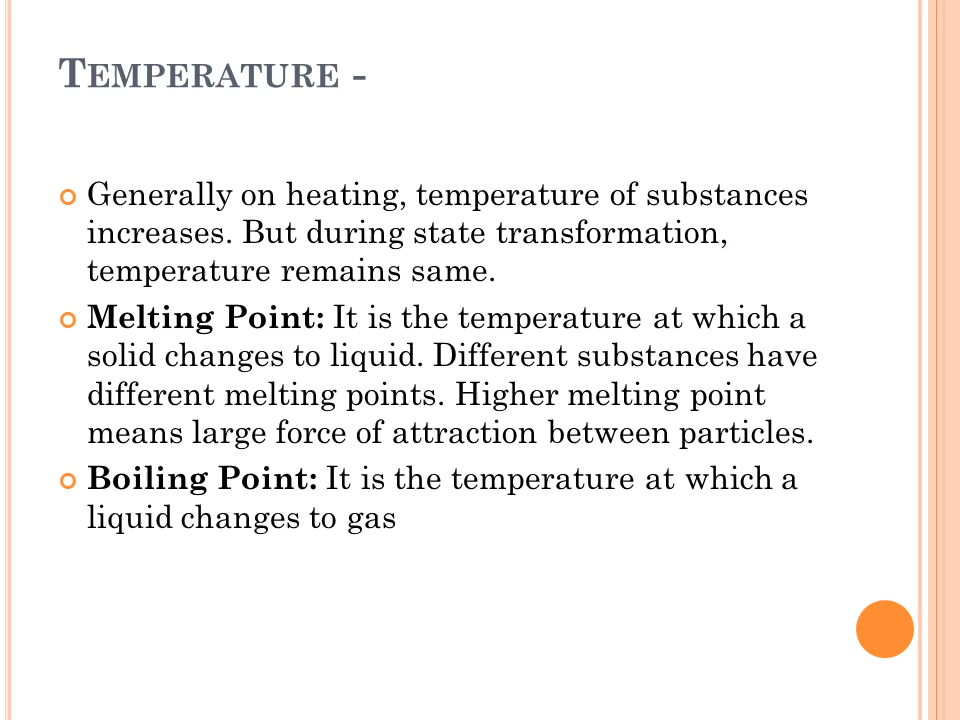 TEMPERATURE -
Generally on heating, temperature of substances
increases. But during state transformation,
temperature remains same.
Melting Point: It is the temperature at which a
solid changes to liquid. Different substances have
different melting points. Higher melting point
means large force of attraction between particles.
Boiling Point: It is the temperature at which a
liquid changes to gas